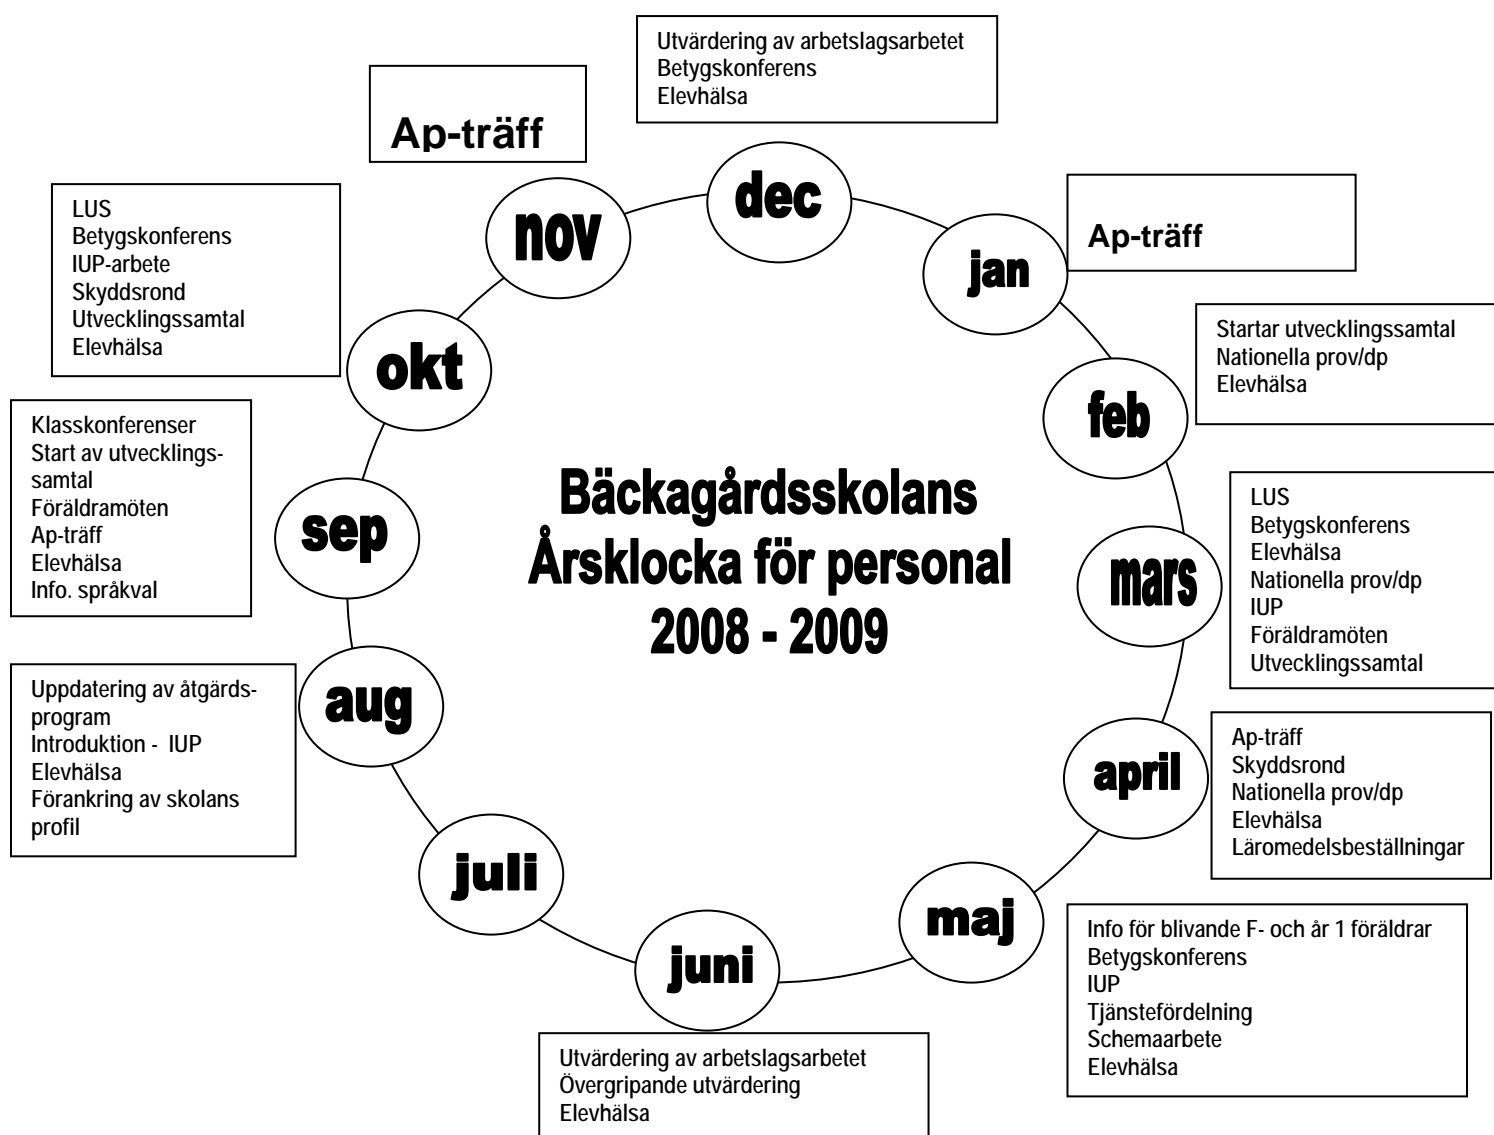 Utvärdering av arbetslagsarbetet
Betygskonferens
Elevhälsa
Ap-träff
dec
nov
LUS
Betygskonferens
IUP-arbete
Skyddsrond
Utvecklingssamtal
Elevhälsa
Ap-träff
jan
okt
Startar utvecklingssamtal
Nationella prov/dp
Elevhälsa
feb
Klasskonferenser
Start av utvecklings-
samtal
Föräldramöten
Ap-träff
Elevhälsa
Info. språkval
sep
Bäckagårdsskolans
Årsklocka för personal
2008 - 2009
LUS
Betygskonferens
Elevhälsa
Nationella prov/dp
IUP
Föräldramöten
Utvecklingssamtal
mars
Uppdatering av åtgärds-
program
Introduktion -  IUP
Elevhälsa
Förankring av skolans
profil
aug
Ap-träff
Skyddsrond
Nationella prov/dp
Elevhälsa
Läromedelsbeställningar
april
juli
maj
Info för blivande F- och år 1 föräldrar
Betygskonferens
IUP
Tjänstefördelning
Schemaarbete
Elevhälsa
juni
Utvärdering av arbetslagsarbetet
Övergripande utvärdering
Elevhälsa